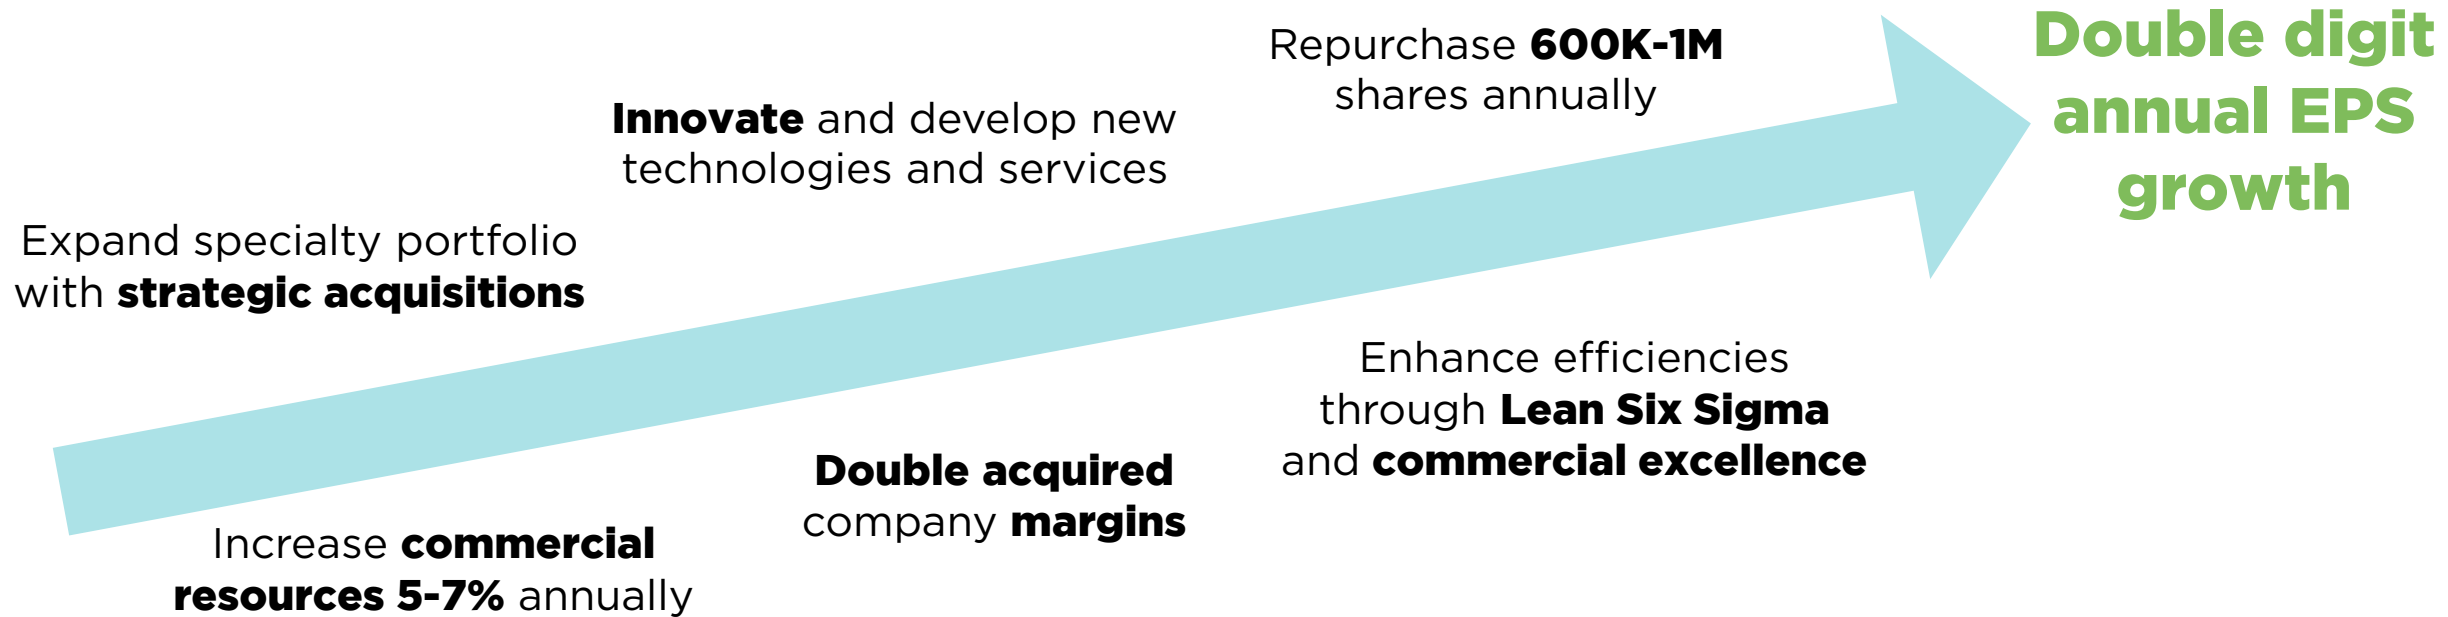 Expand specialty portfolio
with strategic acquisitions
Innovate and develop new
technologies and services
Repurchase 600K-1M
shares annually
Double digit
annual EPS
growth
Increase commercial
resources 5-7% annually
Double acquired
company margins
Enhance efficiencies
through Lean Six Sigma
and commercial excellence